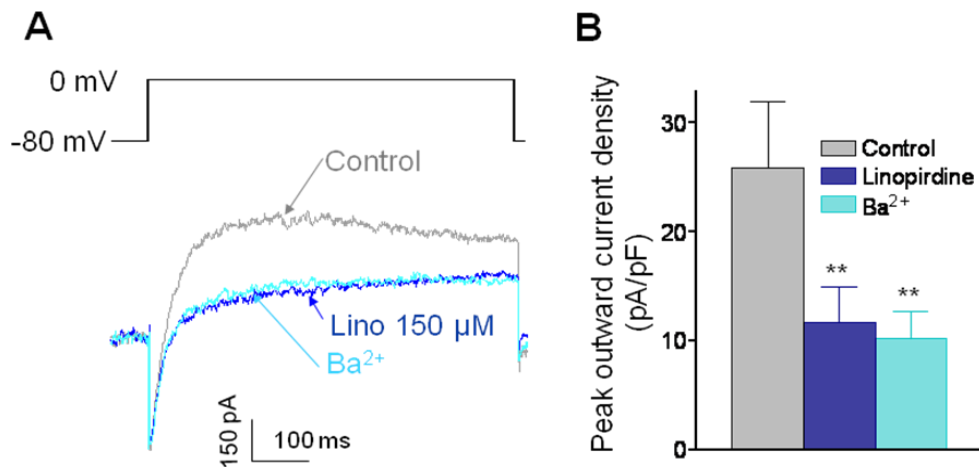 A
0 mV
-80 mV
Control
Lino 150 µM
Ba²⁺
150 pA
100 ms
B
Peak outward current density
(pA/pF)
30
20
10
0
Control
Linopirdine
Ba²⁺
**
**